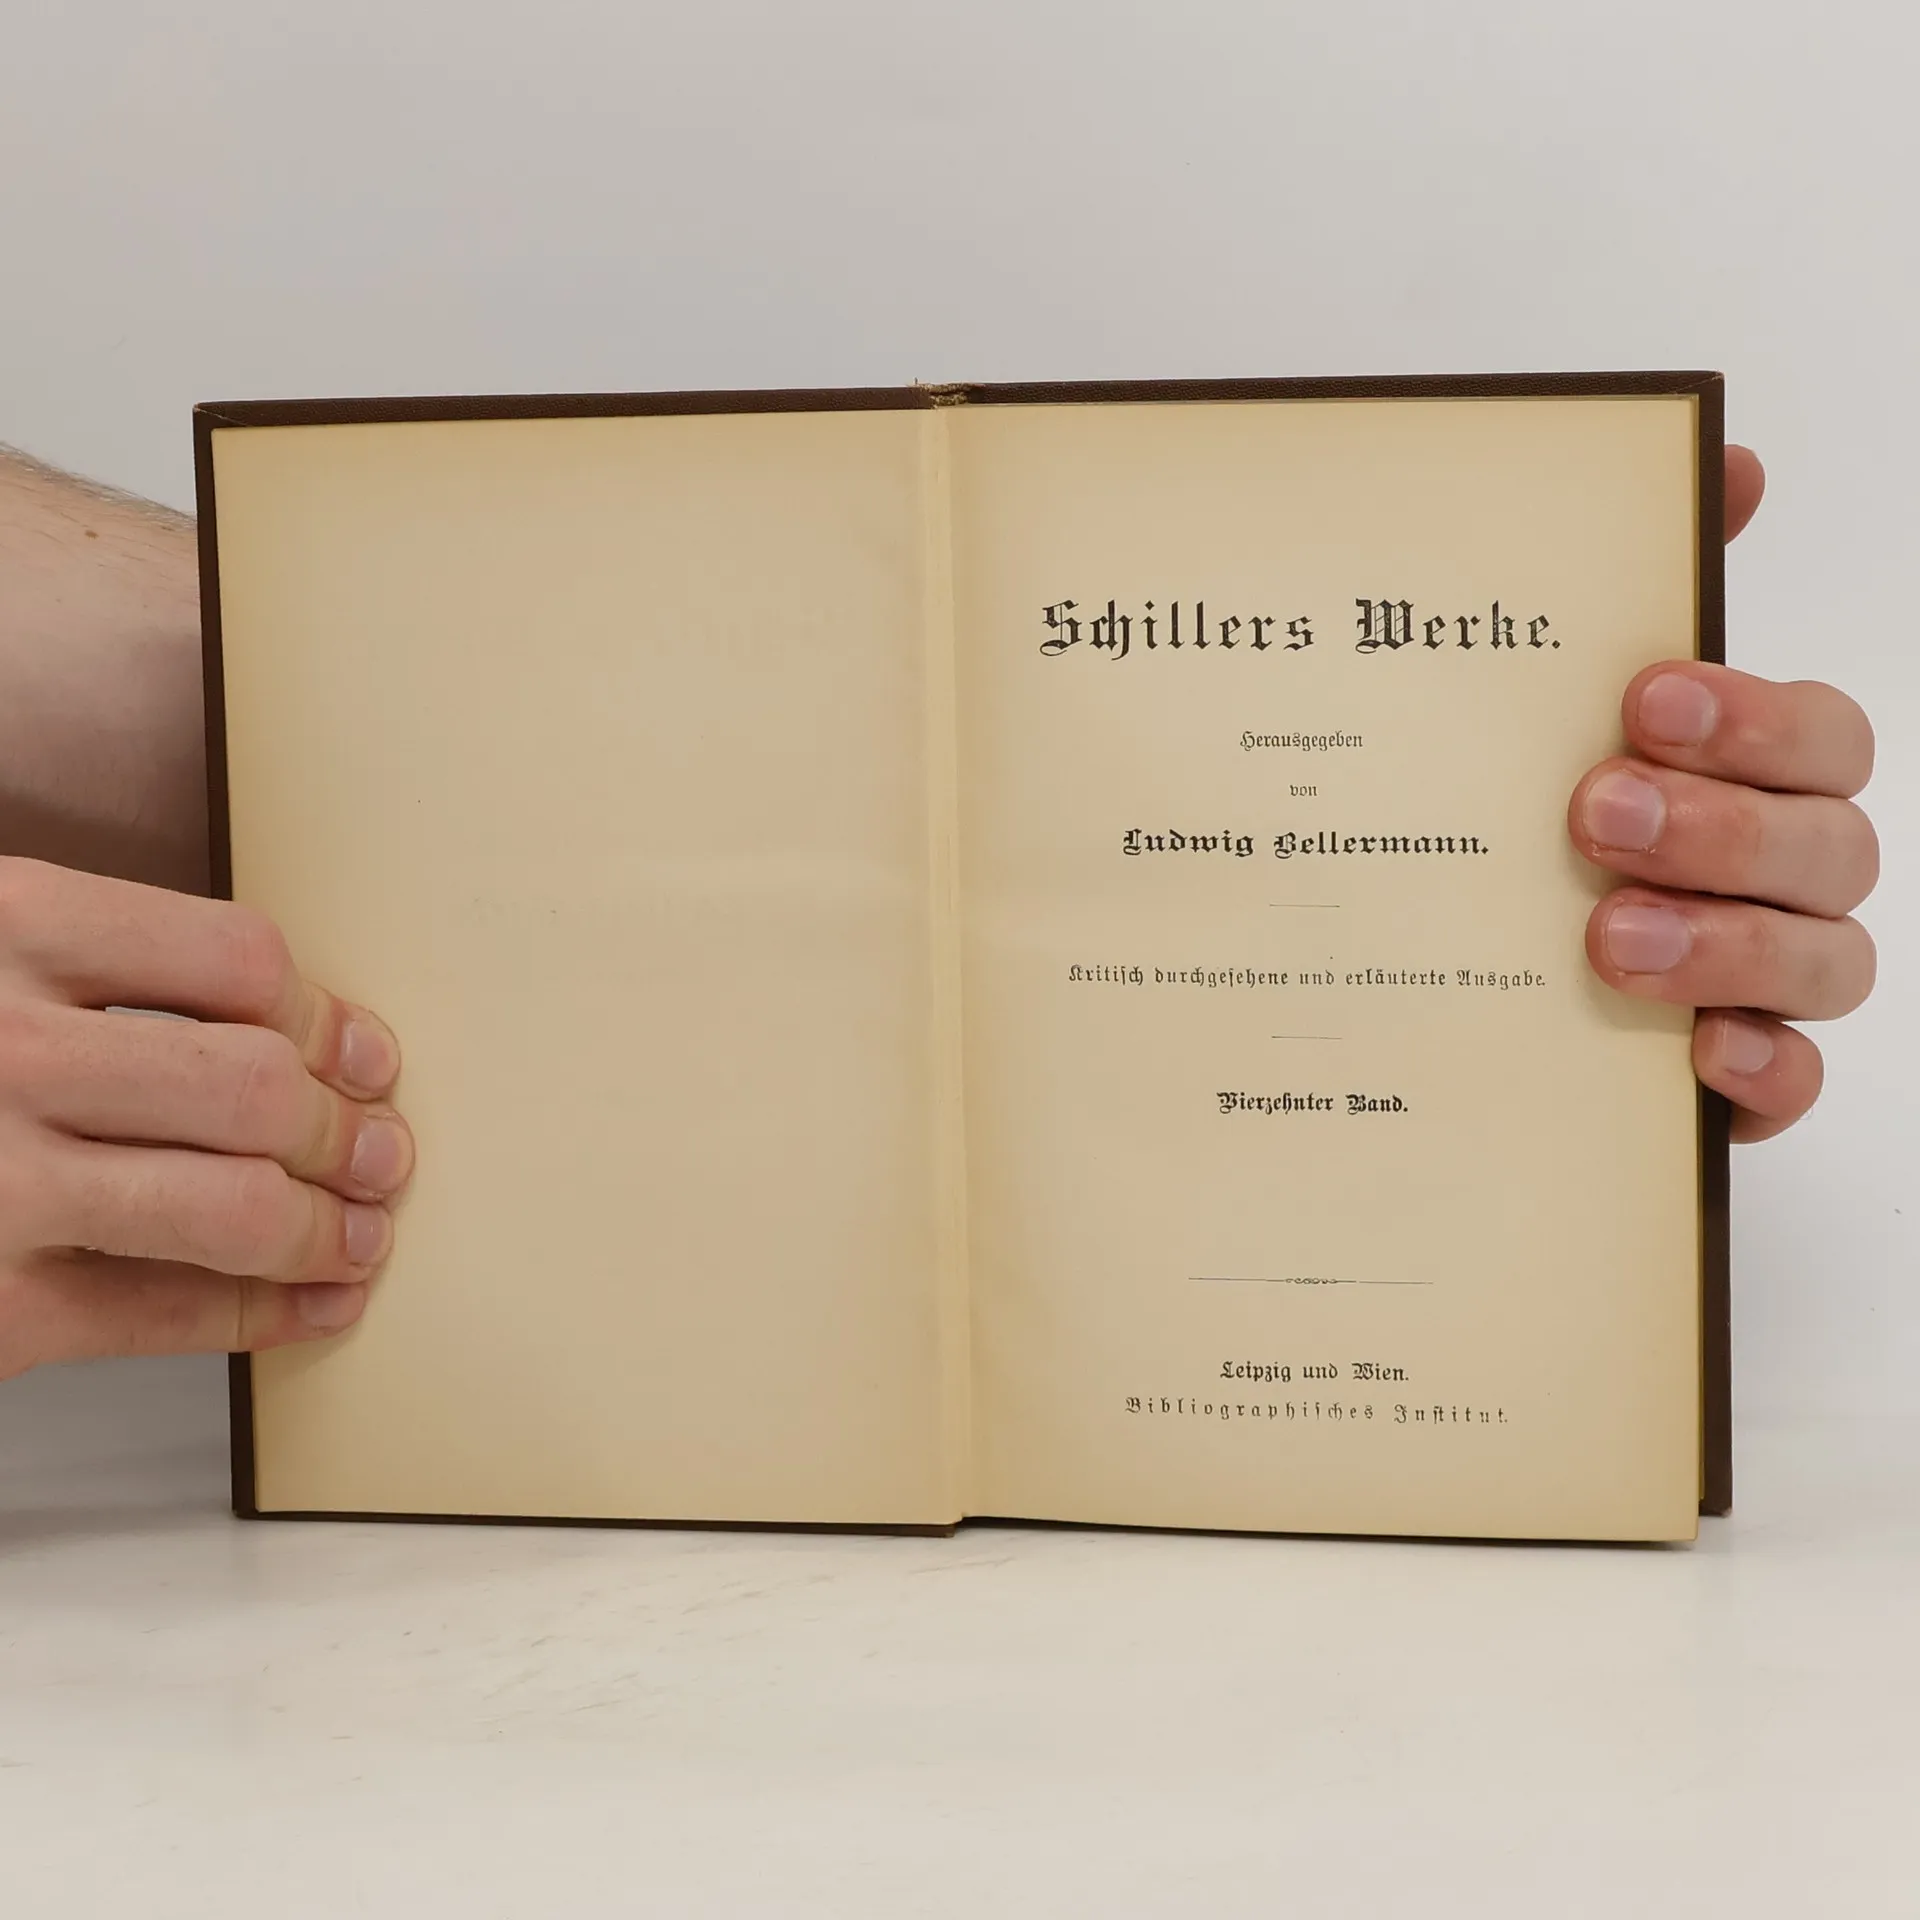 Schillers Werke.
Herausgegeben
von
Ludwig Bellermann.
Kritisch durchgesehene und erläuterte Ausgabe.
Vierzehnter Band.
Leipzig und Wien.
Bibliographisches Institut.